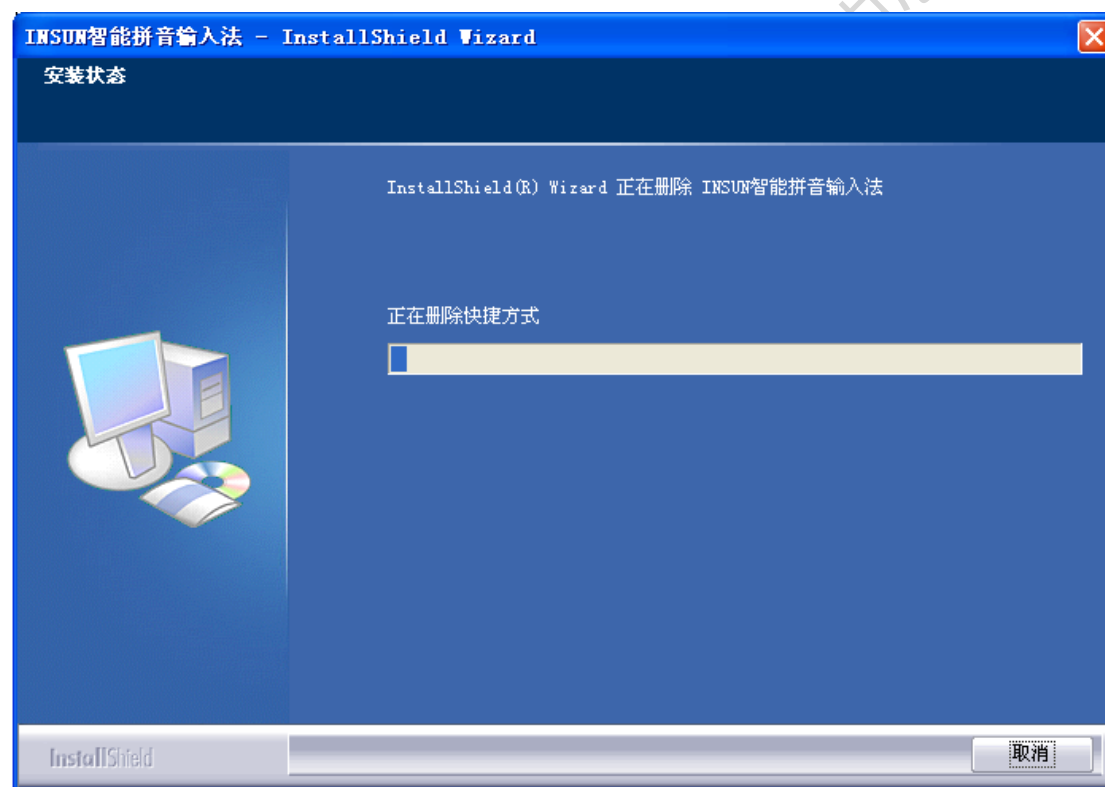 INSUN智能拼音输入法 - InstallShield Wizard
安装状态
InstallShield(R) Wizard 正在删除 INSUN智能拼音输入法
正在删除快捷方式
InstallShield
取消